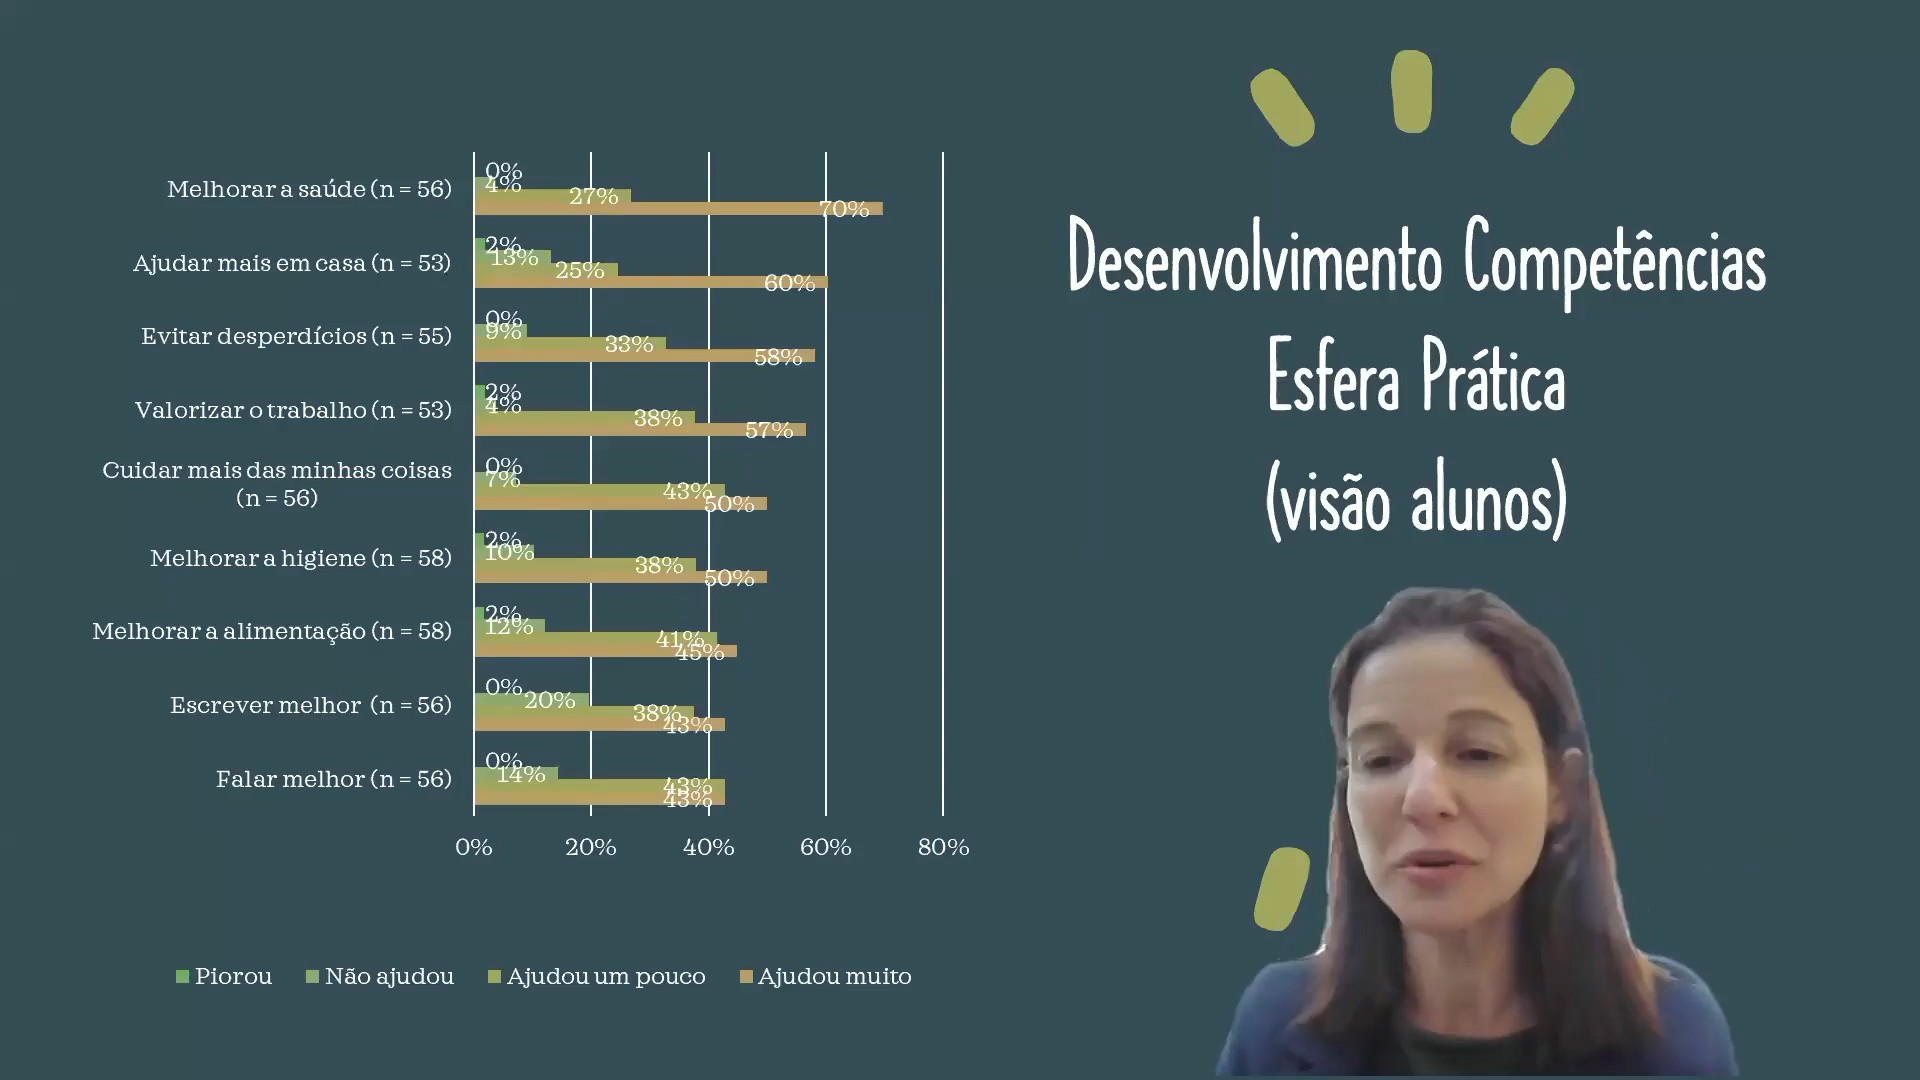 Desenvolvimento Competências
Esfera Prática
(visão alunos)
Melhorar a saúde (n = 56)
0%
4%
27%
70%
Ajudar mais em casa (n = 53)
2%
13%
25%
60%
Evitar desperdícios (n = 55)
0%
9%
33%
58%
Valorizar o trabalho (n = 53)
2%
4%
38%
57%
Cuidar mais das minhas coisas
(n = 56)
0%
7%
43%
50%
Melhorar a higiene (n = 58)
2%
10%
38%
50%
Melhorar a alimentação (n = 58)
2%
12%
41%
45%
Escrever melhor (n = 56)
0%
20%
38%
43%
Falar melhor (n = 56)
0%
14%
43%
43%
0% 20% 40% 60% 80%
Piorou Não ajudou Ajudou um pouco Ajudou muito